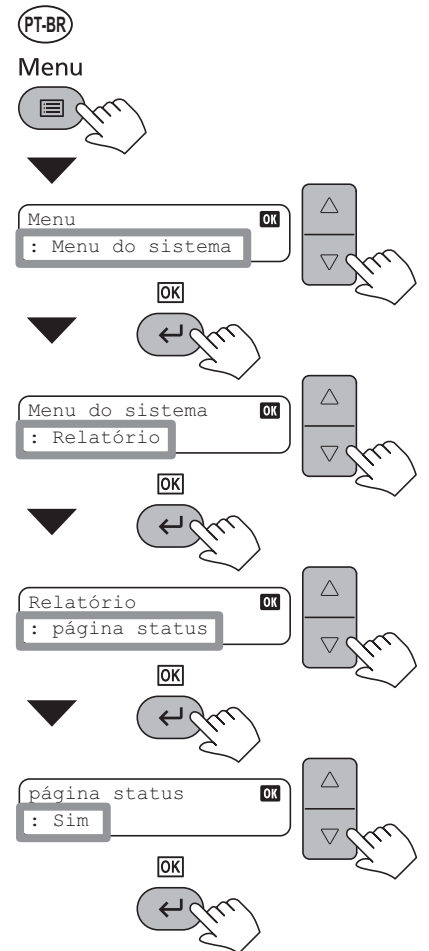 PT-BR
Menu
Menu OK
: Menu do sistema
OK
Menu do sistema OK
: Relatório
OK
Relatório OK
: página status
OK
página status OK
: Sim
OK